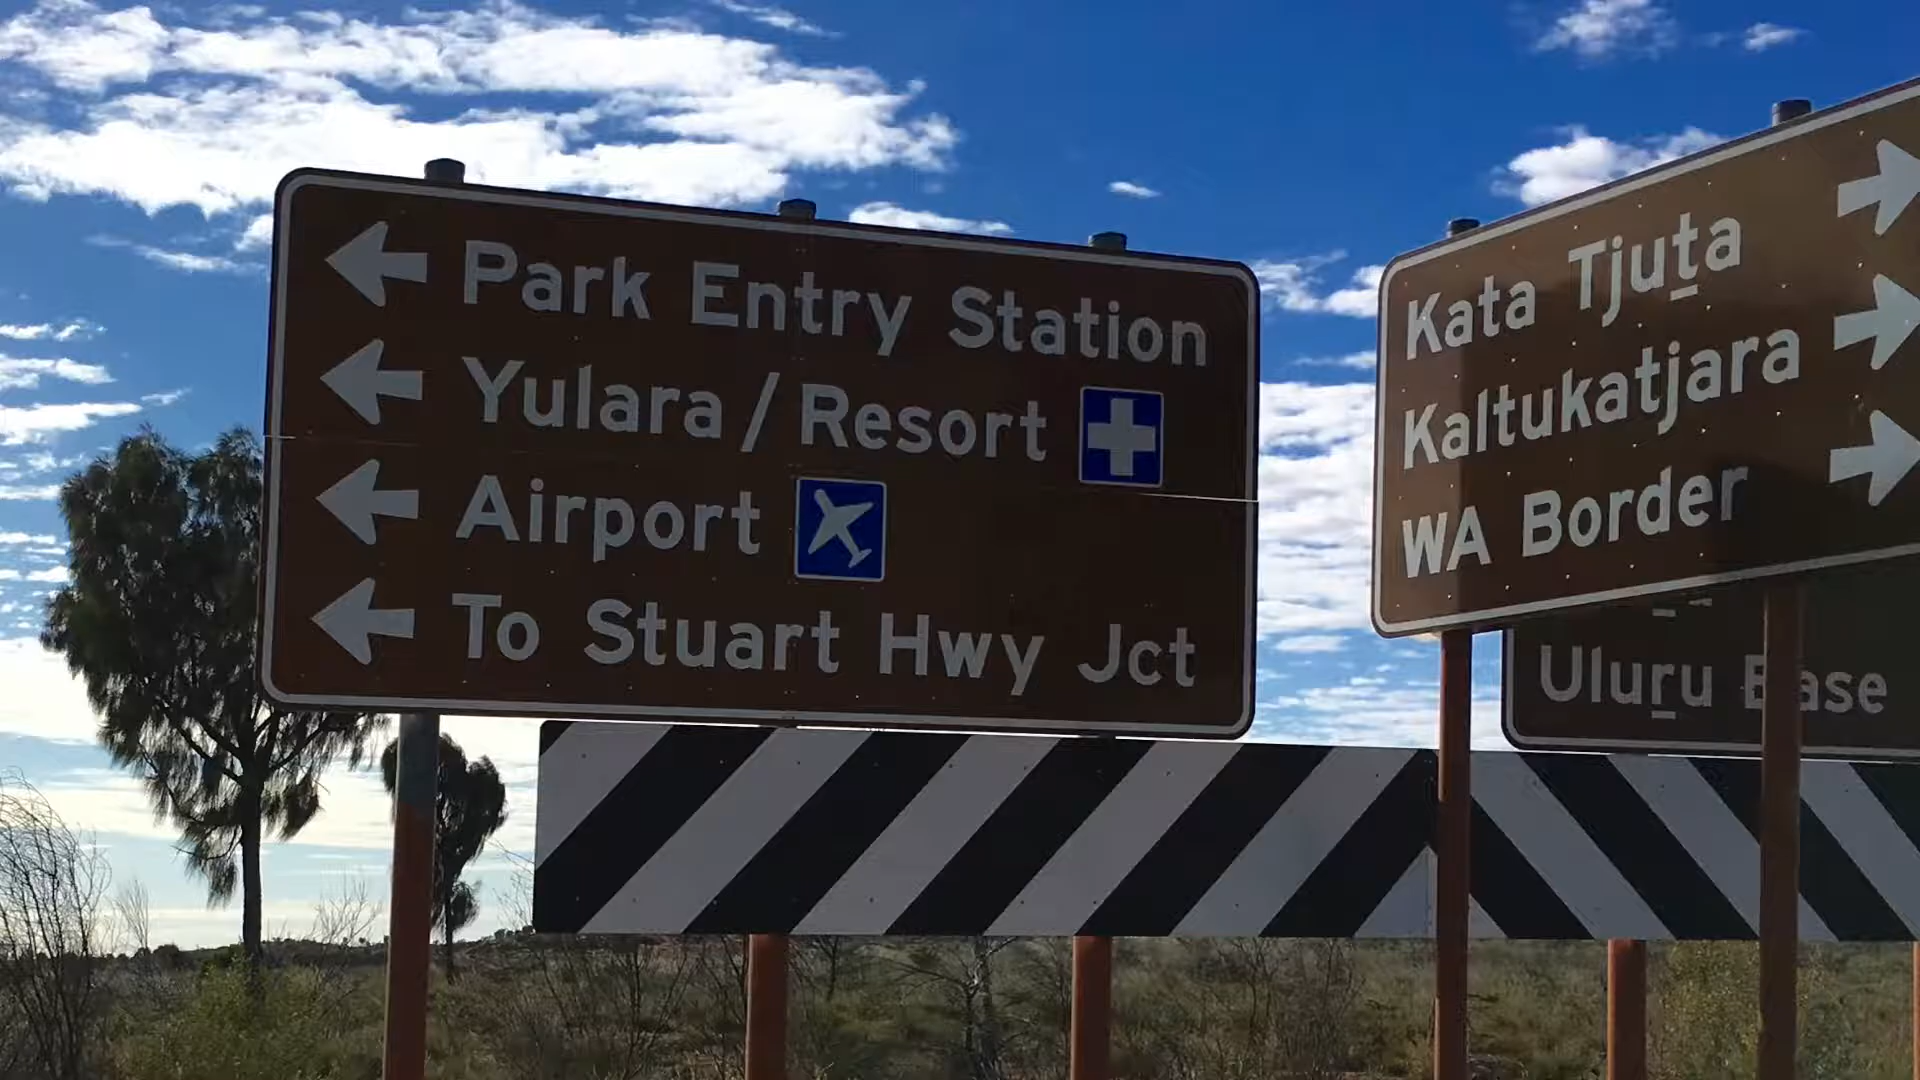 Park Entry Station
Yulara / Resort
Airport
To Stuart Hwy Jct
Kata Tjuṯa
Kaltukatjara
WA Border
Uluṟu Base